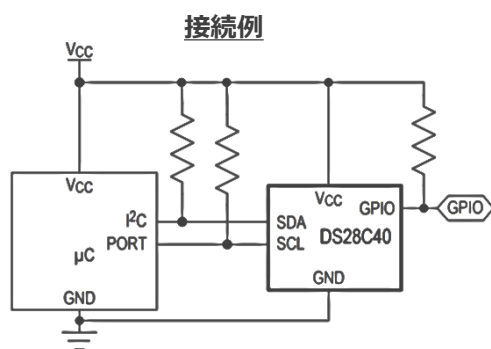 接続例
VCC
VCC
I²C
PORT
µC
GND
VCC
GPIO
SDA
SCL
DS28C40
GND
GPIO